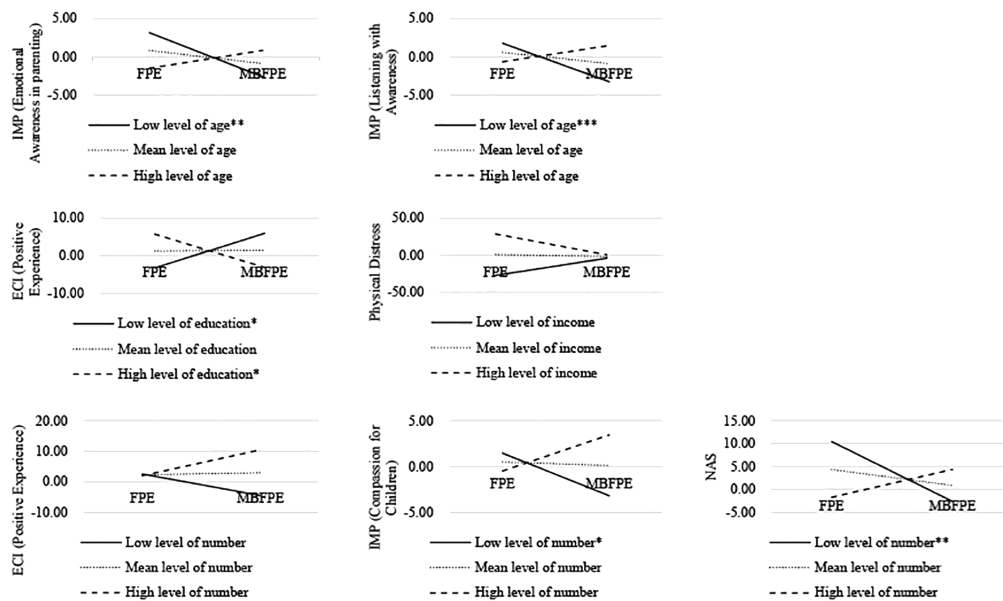 IMP (Emotional
Awareness in parenting)
5.00
0.00
-5.00
FPE
MBFPE
Low level of age**
Mean level of age
High level of age
IMP (Listening with
Awareness)
5.00
0.00
-5.00
FPE
MBFPE
Low level of age***
Mean level of age
High level of age
ECI (Positive
Experience)
10.00
0.00
-10.00
FPE
MBFPE
Low level of education*
Mean level of education
High level of education*
Physical Distress
50.00
0.00
-50.00
FPE
MBFPE
Low level of income
Mean level of income
High level of income
ECI (Positive Experience)
20.00
10.00
0.00
-10.00
FPE
MBFPE
Low level of number
Mean level of number
High level of number
IMP (Compassion for
Children)
5.00
0.00
-5.00
FPE
MBFPE
Low level of number*
Mean level of number
High level of number
NAS
15.00
10.00
5.00
0.00
-5.00
FPE
MBFPE
Low level of number**
Mean level of number
High level of number